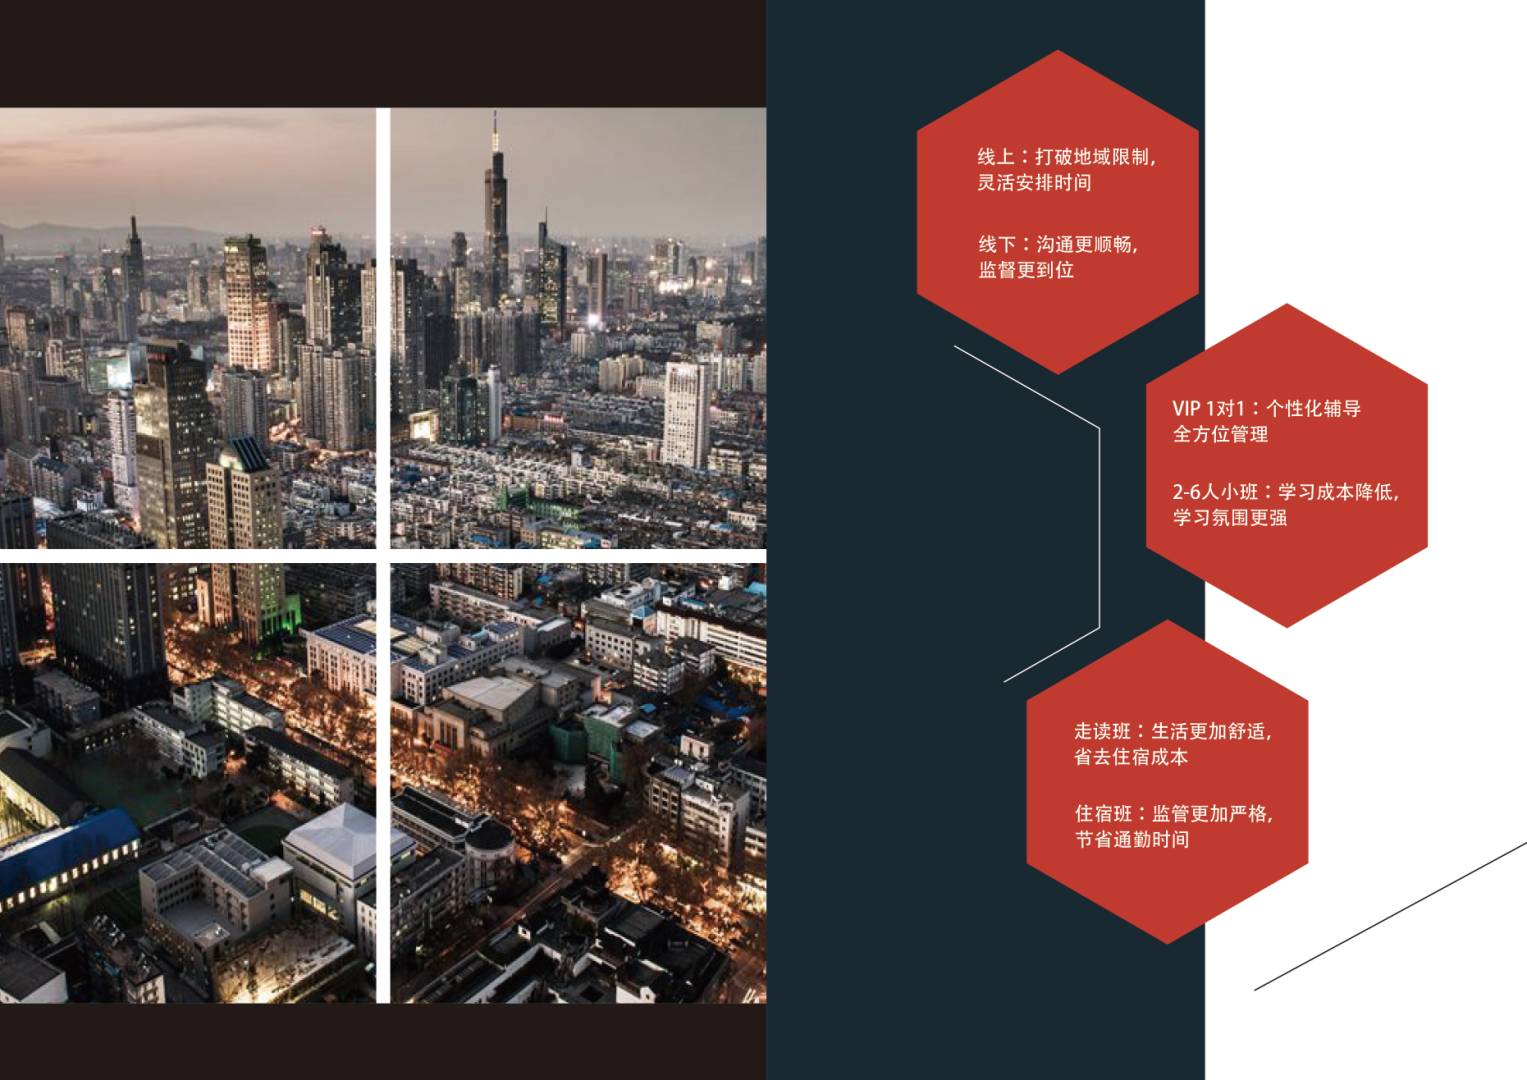 线上：打破地域限制,
灵活安排时间
线下：沟通更顺畅,
监督更到位
VIP 1对1：个性化辅导
全方位管理
2-6人小班：学习成本降低,
学习氛围更强
走读班：生活更加舒适,
省去住宿成本
住宿班：监管更加严格,
节省通勤时间